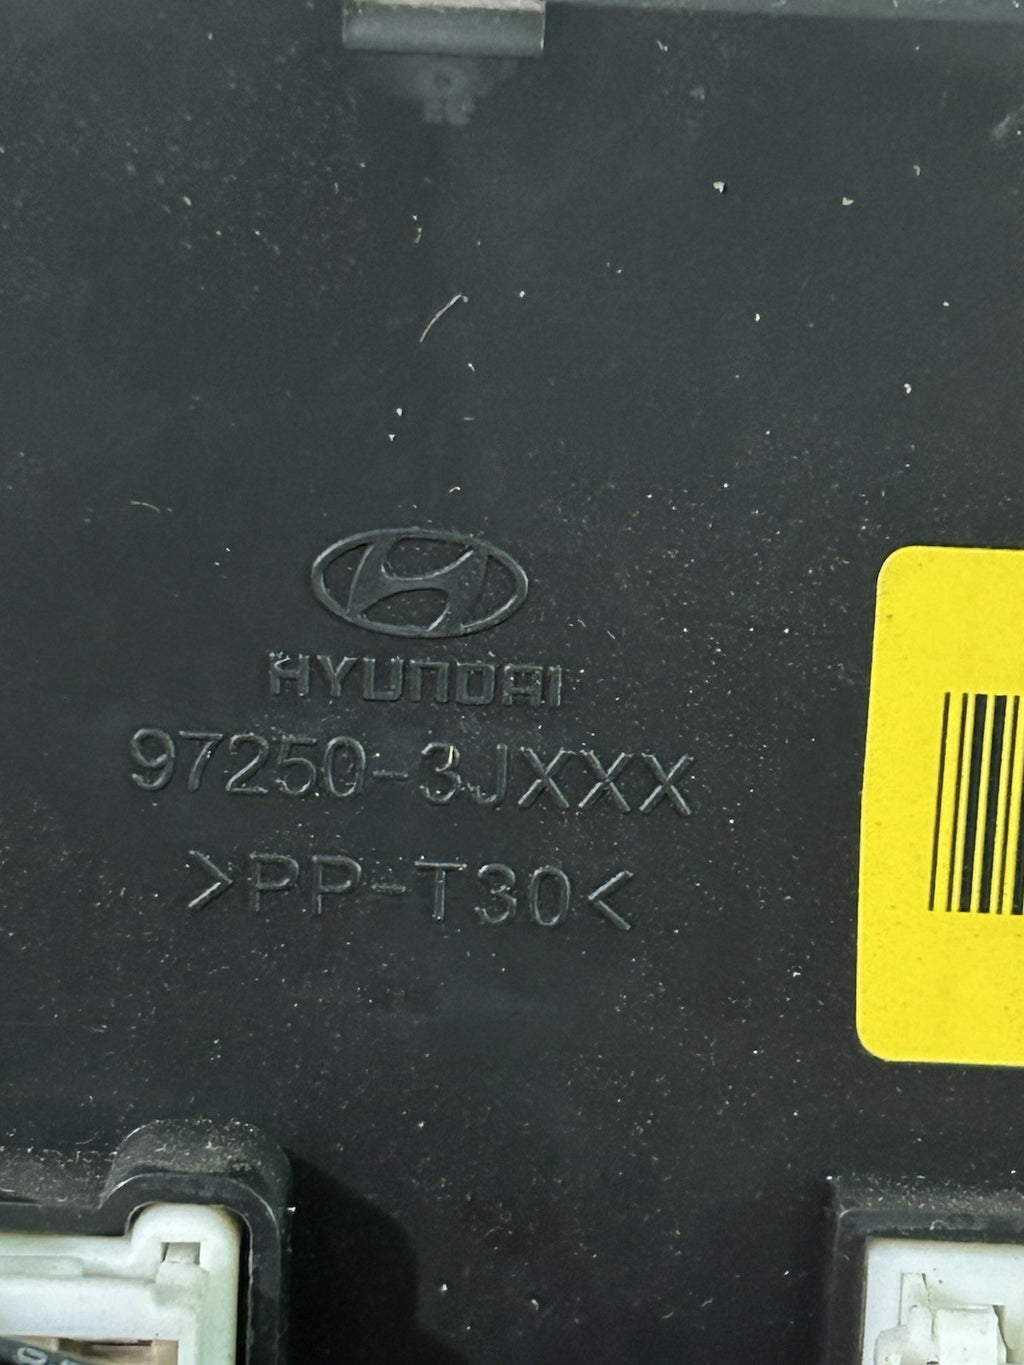 HYUNDAI
97250-3JXXX
>PP-T30<